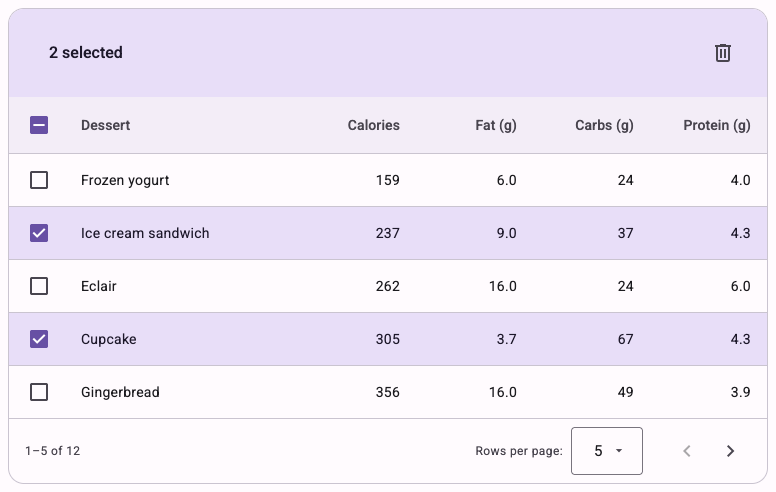 2 selected
Dessert Calories Fat (g) Carbs (g) Protein (g)
Frozen yogurt 159 6.0 24 4.0
Ice cream sandwich 237 9.0 37 4.3
Eclair 262 16.0 24 6.0
Cupcake 305 3.7 67 4.3
Gingerbread 356 16.0 49 3.9
1–5 of 12 Rows per page: 5